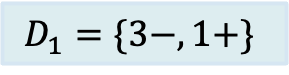 D₁ = {3−, 1+}